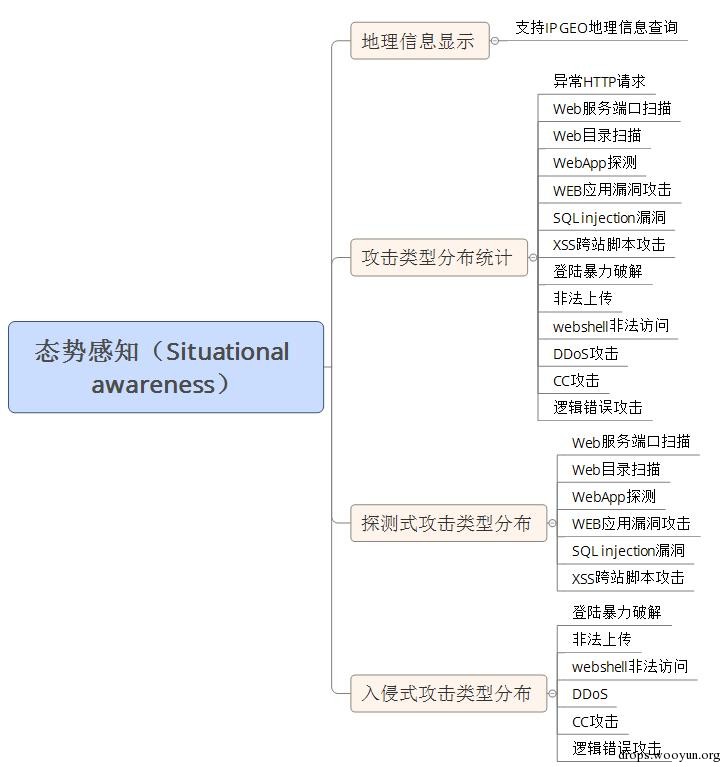 态势感知（Situational
awareness）
地理信息显示
支持IP GEO地理信息查询
攻击类型分布统计
异常HTTP请求
Web服务端口扫描
Web目录扫描
WebApp探测
WEB应用漏洞攻击
SQL injection漏洞
XSS跨站脚本攻击
登陆暴力破解
非法上传
webshell非法访问
DDoS攻击
CC攻击
逻辑错误攻击
探测式攻击类型分布
Web服务端口扫描
Web目录扫描
WebApp探测
WEB应用漏洞攻击
SQL injection漏洞
XSS跨站脚本攻击
入侵式攻击类型分布
登陆暴力破解
非法上传
webshell非法访问
DDoS
CC攻击
逻辑错误攻击
drops.wooyun.org